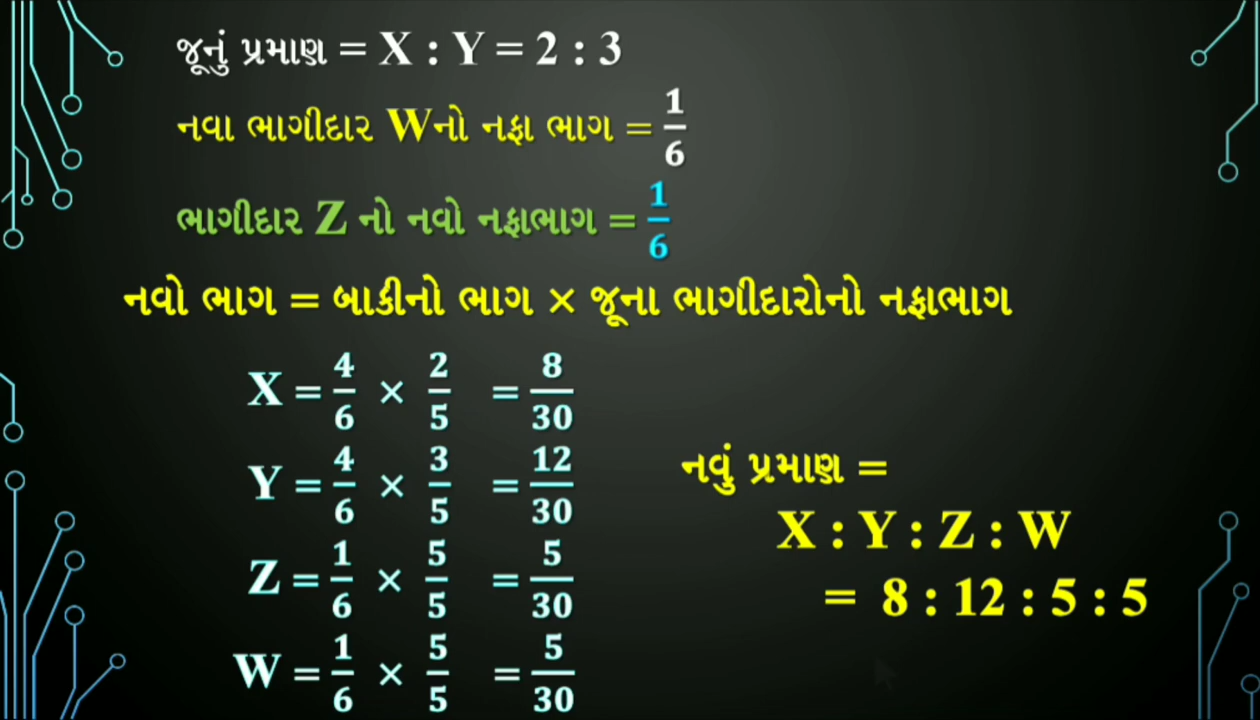 જૂનું પ્રમાણ = X : Y = 2 : 3
નવા ભાગીદાર Wનો નફા ભાગ = 1/6
ભાગીદાર Z નો નવો નફાભાગ = 1/6
નવો ભાગ = બાકીનો ભાગ × જૂના ભાગીદારોનો નફાભાગ
X = 4/6 × 2/5 = 8/30
Y = 4/6 × 3/5 = 12/30
Z = 1/6 × 5/5 = 5/30
W = 1/6 × 5/5 = 5/30
નવું પ્રમાણ =
X : Y : Z : W
= 8 : 12 : 5 : 5